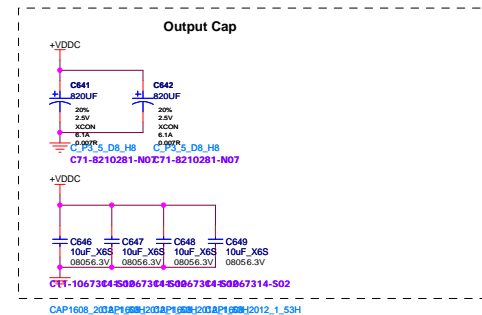 Output Cap
+VDDC
C641
820UF
20%
2.5V
XCON
6.1A
0.007R
C_P3_5_D8_H8
C71-8210281-N07
C642
820UF
20%
2.5V
XCON
6.1A
0.007R
C_P3_5_D8_H8
C71-8210281-N07
+VDDC
C646
10uF_X6S
08056.3V
C647
10uF_X6S
08056.3V
C648
10uF_X6S
08056.3V
C649
10uF_X6S
08056.3V